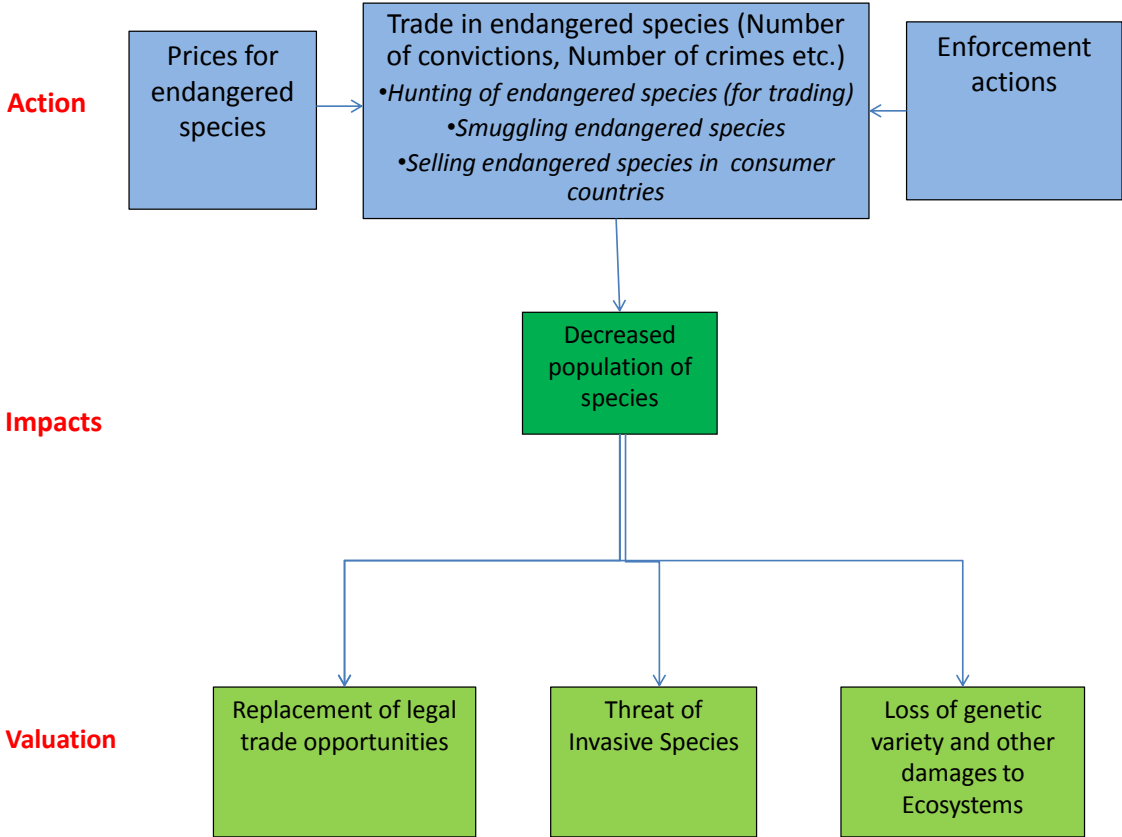 Action
Prices for
endangered
species
Trade in endangered species (Number
of convictions, Number of crimes etc.)
•Hunting of endangered species (for trading)
•Smuggling endangered species
•Selling endangered species in consumer
countries
Enforcement
actions
Impacts
Decreased
population of
species
Valuation
Replacement of legal
trade opportunities
Threat of
Invasive Species
Loss of genetic
variety and other
damages to
Ecosystems